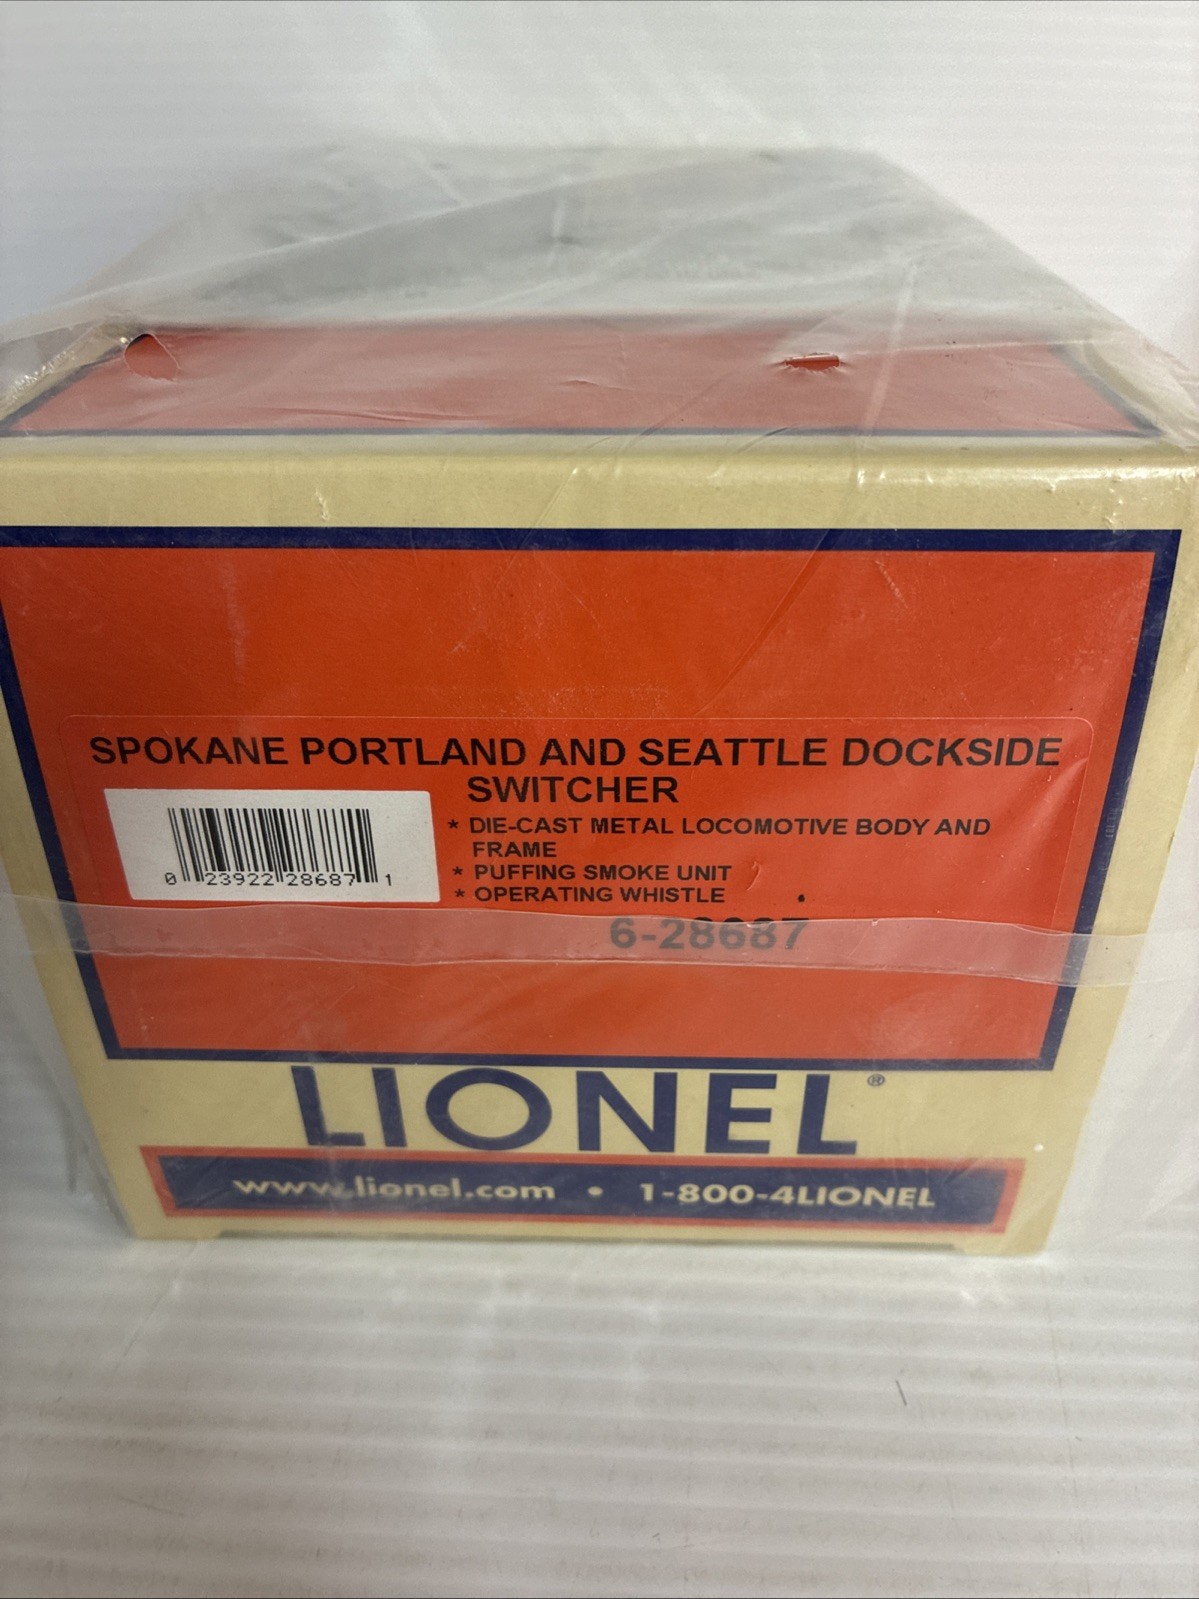 SPOKANE PORTLAND AND SEATTLE DOCKSIDE
SWITCHER
* DIE-CAST METAL LOCOMOTIVE BODY AND
FRAME
* PUFFING SMOKE UNIT
* OPERATING WHISTLE
0 23922 28687 1
6-28687
LIONEL®
www.lionel.com • 1-800-4LIONEL